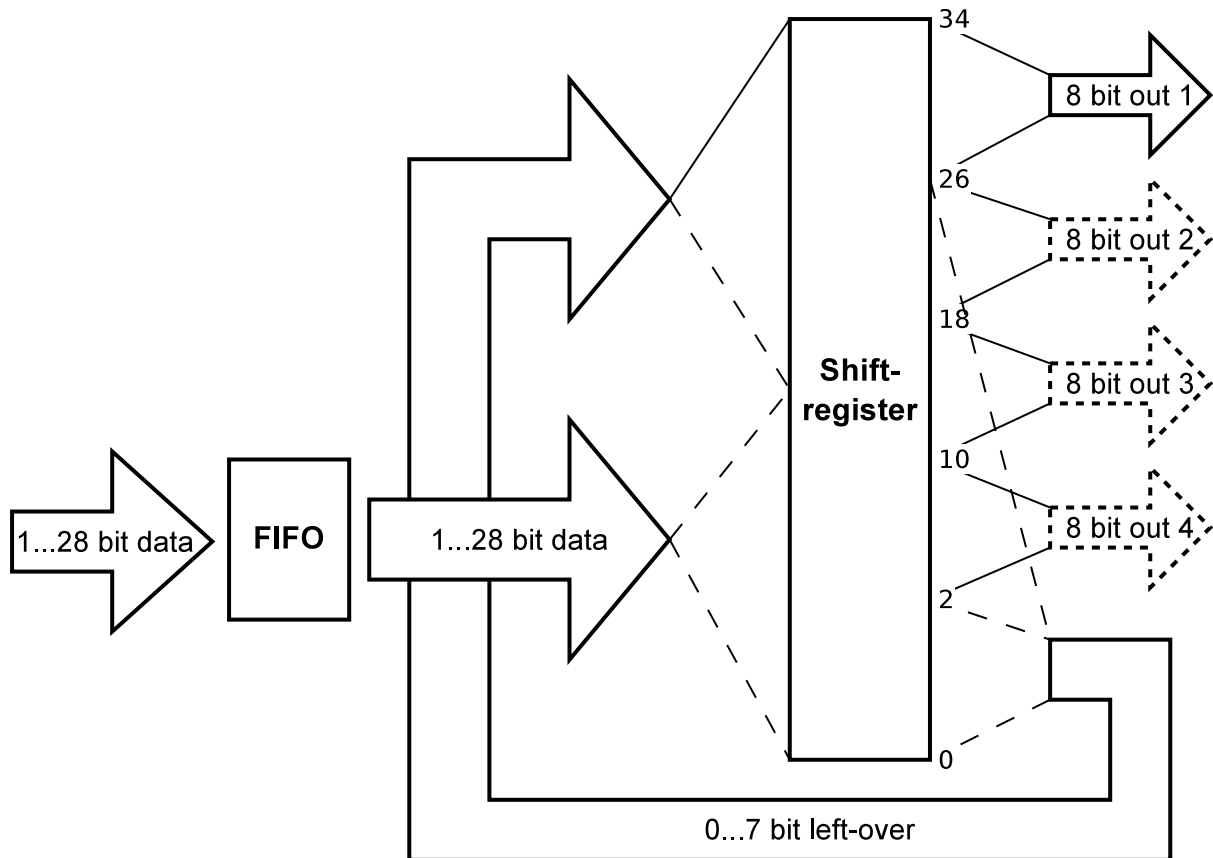 34
8 bit out 1
26
8 bit out 2
18
Shift-
register
8 bit out 3
10
1...28 bit data
FIFO
1...28 bit data
8 bit out 4
2
0
0...7 bit left-over